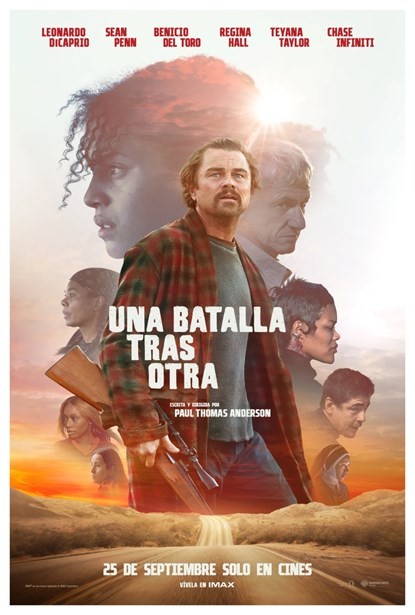 LEONARDO DiCAPRIO
SEAN PENN
BENICIO DEL TORO
REGINA HALL
TEYANA TAYLOR
CHASE INFINITI
UNA BATALLA
TRAS
OTRA
ESCRITA Y DIRIGIDA POR
PAUL THOMAS ANDERSON
25 DE SEPTIEMBRE SOLO EN CINES
VÍVELA EN IMAX